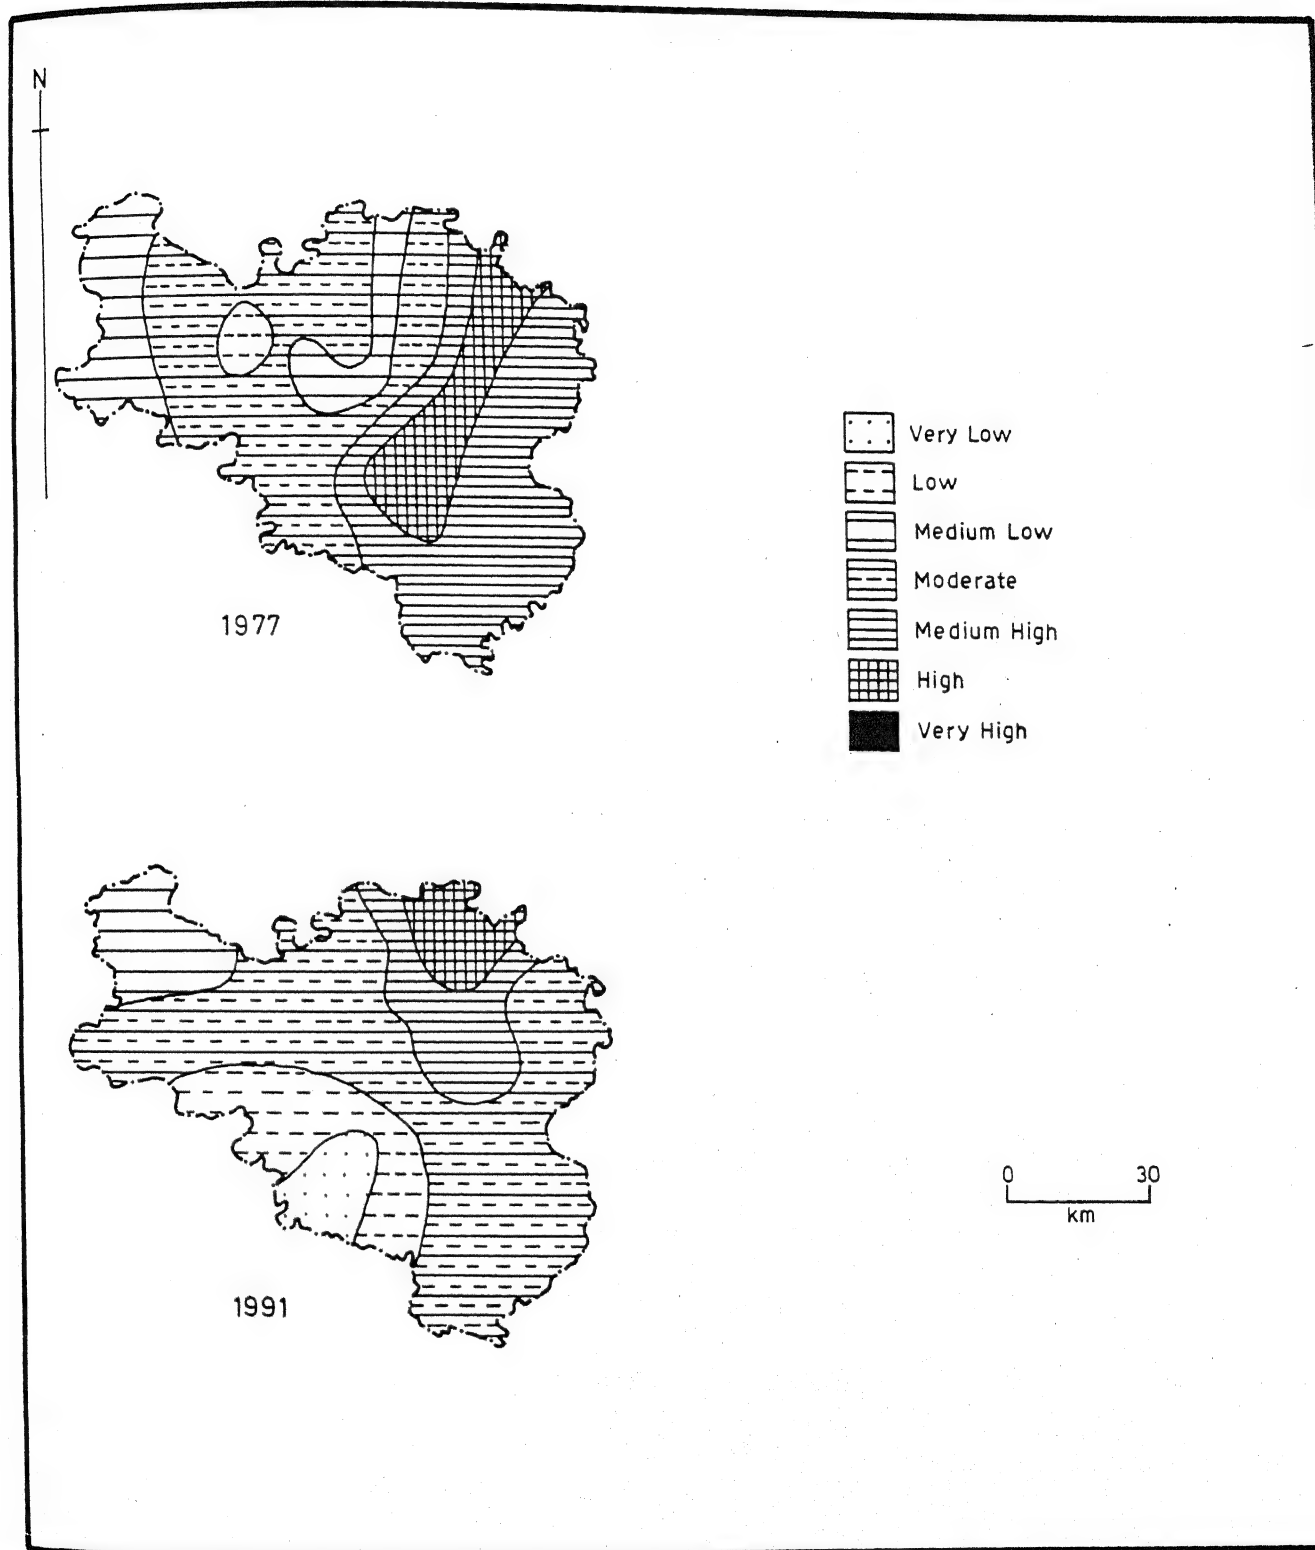 N
1977
Very Low
Low
Medium Low
Moderate
Medium High
High
Very High
0 30
km
1991